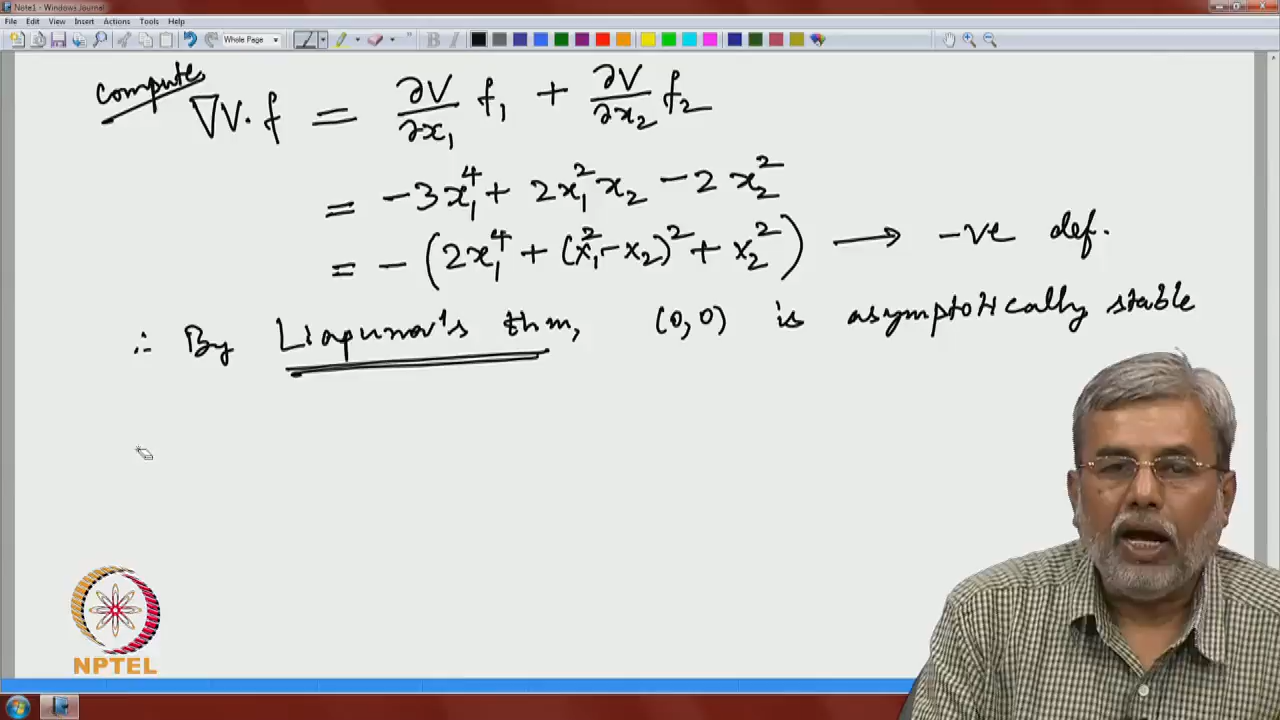 Note1 - Windows Journal
File Edit View Insert Actions Tools Help
Whole Page
Compute
∇V·f = ∂V/∂x₁ f₁ + ∂V/∂x₂ f₂
= -3x₁⁴ + 2x₁²x₂ - 2x₂²
= -(2x₁⁴ + (x₁² - x₂)² + x₂²) → -ve def.
∴ By Liapunov's thm, (0,0) is asymptotically stable
NPTEL